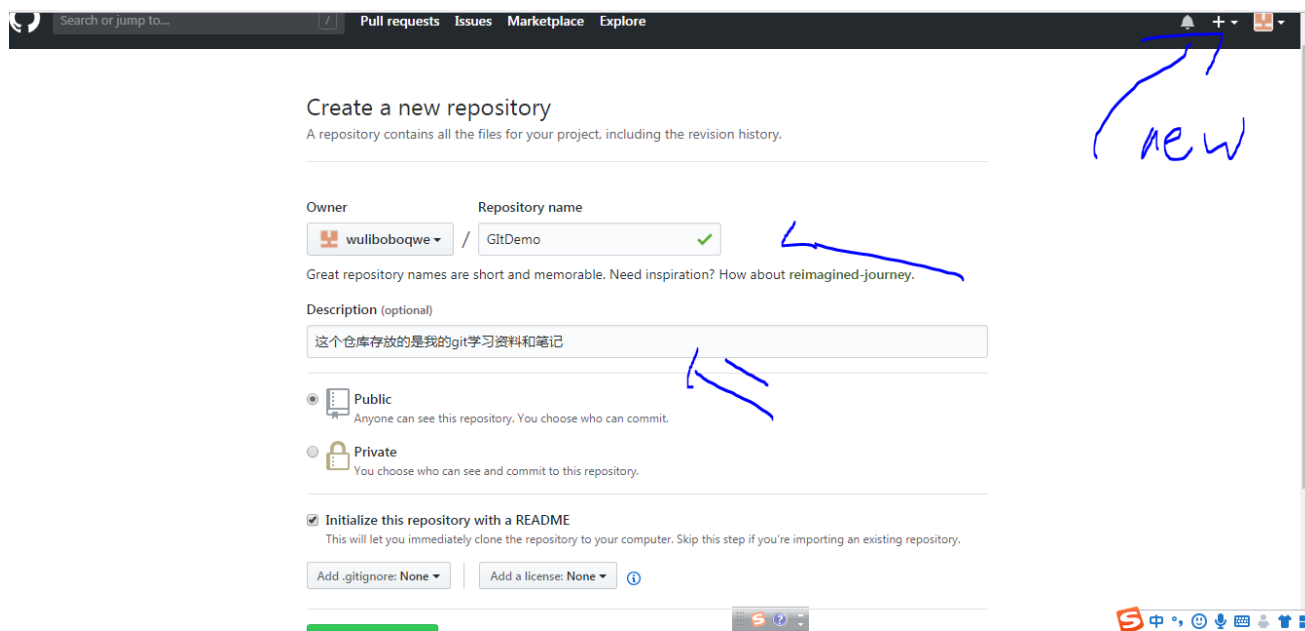 Search or jump to... /
Pull requests Issues Marketplace Explore
new
Create a new repository
A repository contains all the files for your project, including the revision history.
Owner Repository name
wuliboboqwe / GItDemo
Great repository names are short and memorable. Need inspiration? How about reimagined-journey.
Description (optional)
这个仓库存放的是我的git学习资料和笔记
Public
Anyone can see this repository. You choose who can commit.
Private
You choose who can see and commit to this repository.
Initialize this repository with a README
This will let you immediately clone the repository to your computer. Skip this step if you're importing an existing repository.
Add .gitignore: None Add a license: None
中